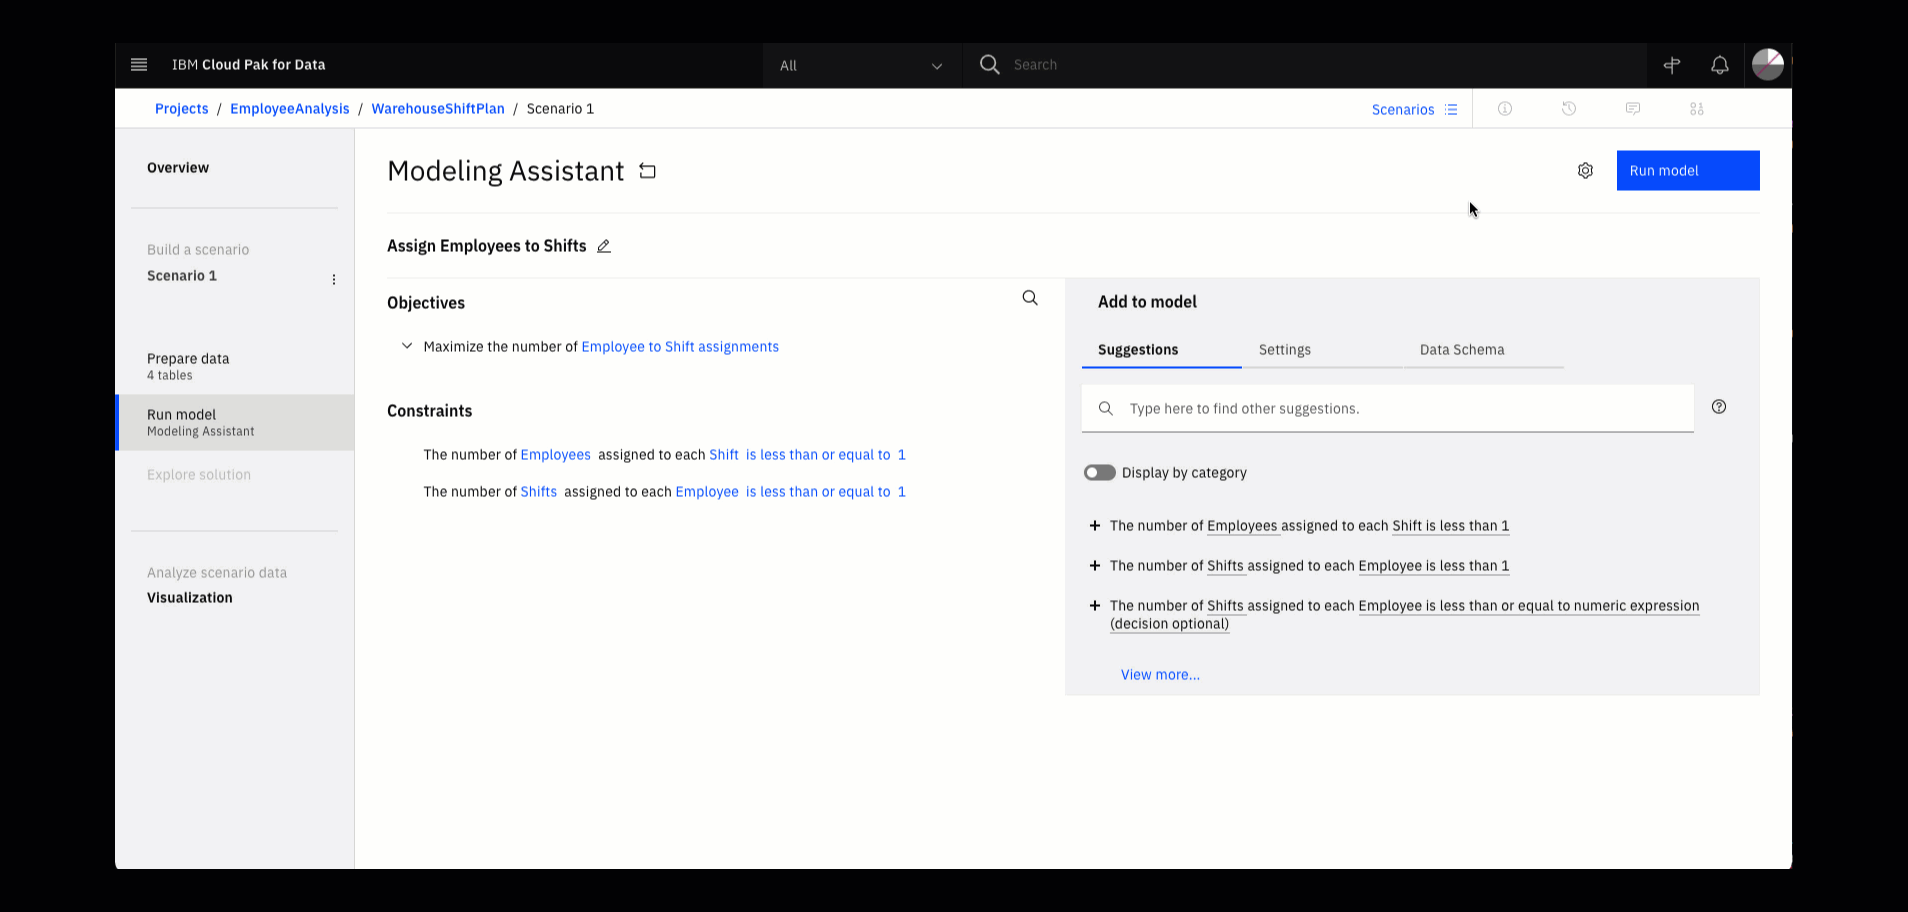 IBM Cloud Pak for Data
All
Search
Projects / EmployeeAnalysis / WarehouseShiftPlan / Scenario 1
Scenarios
Overview
Build a scenario
Scenario 1
Prepare data
4 tables
Run model
Modeling Assistant
Explore solution
Analyze scenario data
Visualization
Modeling Assistant
Run model
Assign Employees to Shifts
Objectives
Maximize the number of Employee to Shift assignments
Constraints
The number of Employees assigned to each Shift is less than or equal to 1
The number of Shifts assigned to each Employee is less than or equal to 1
Add to model
Suggestions
Settings
Data Schema
Type here to find other suggestions.
Display by category
+ The number of Employees assigned to each Shift is less than 1
+ The number of Shifts assigned to each Employee is less than 1
+ The number of Shifts assigned to each Employee is less than or equal to numeric expression
(decision optional)
View more...